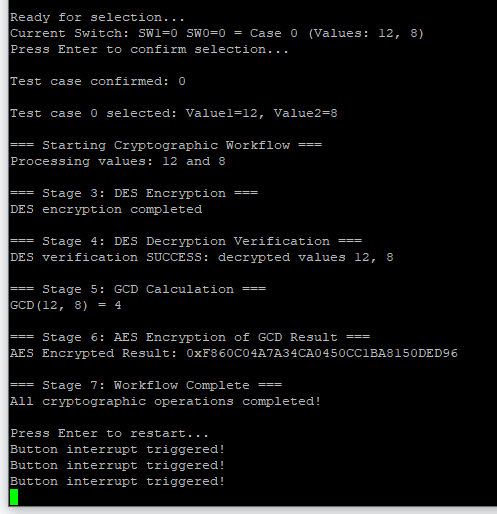 Ready for selection...
Current Switch: SW1=0 SW0=0 = Case 0 (Values: 12, 8)
Press Enter to confirm selection...
Test case confirmed: 0
Test case 0 selected: Value1=12, Value2=8
=== Starting Cryptographic Workflow ===
Processing values: 12 and 8
=== Stage 3: DES Encryption ===
DES encryption completed
=== Stage 4: DES Decryption Verification ===
DES verification SUCCESS: decrypted values 12, 8
=== Stage 5: GCD Calculation ===
GCD(12, 8) = 4
=== Stage 6: AES Encryption of GCD Result ===
AES Encrypted Result: 0xF860C04A7A34CA0450CC1BA8150DED96
=== Stage 7: Workflow Complete ===
All cryptographic operations completed!
Press Enter to restart...
Button interrupt triggered!
Button interrupt triggered!
Button interrupt triggered!